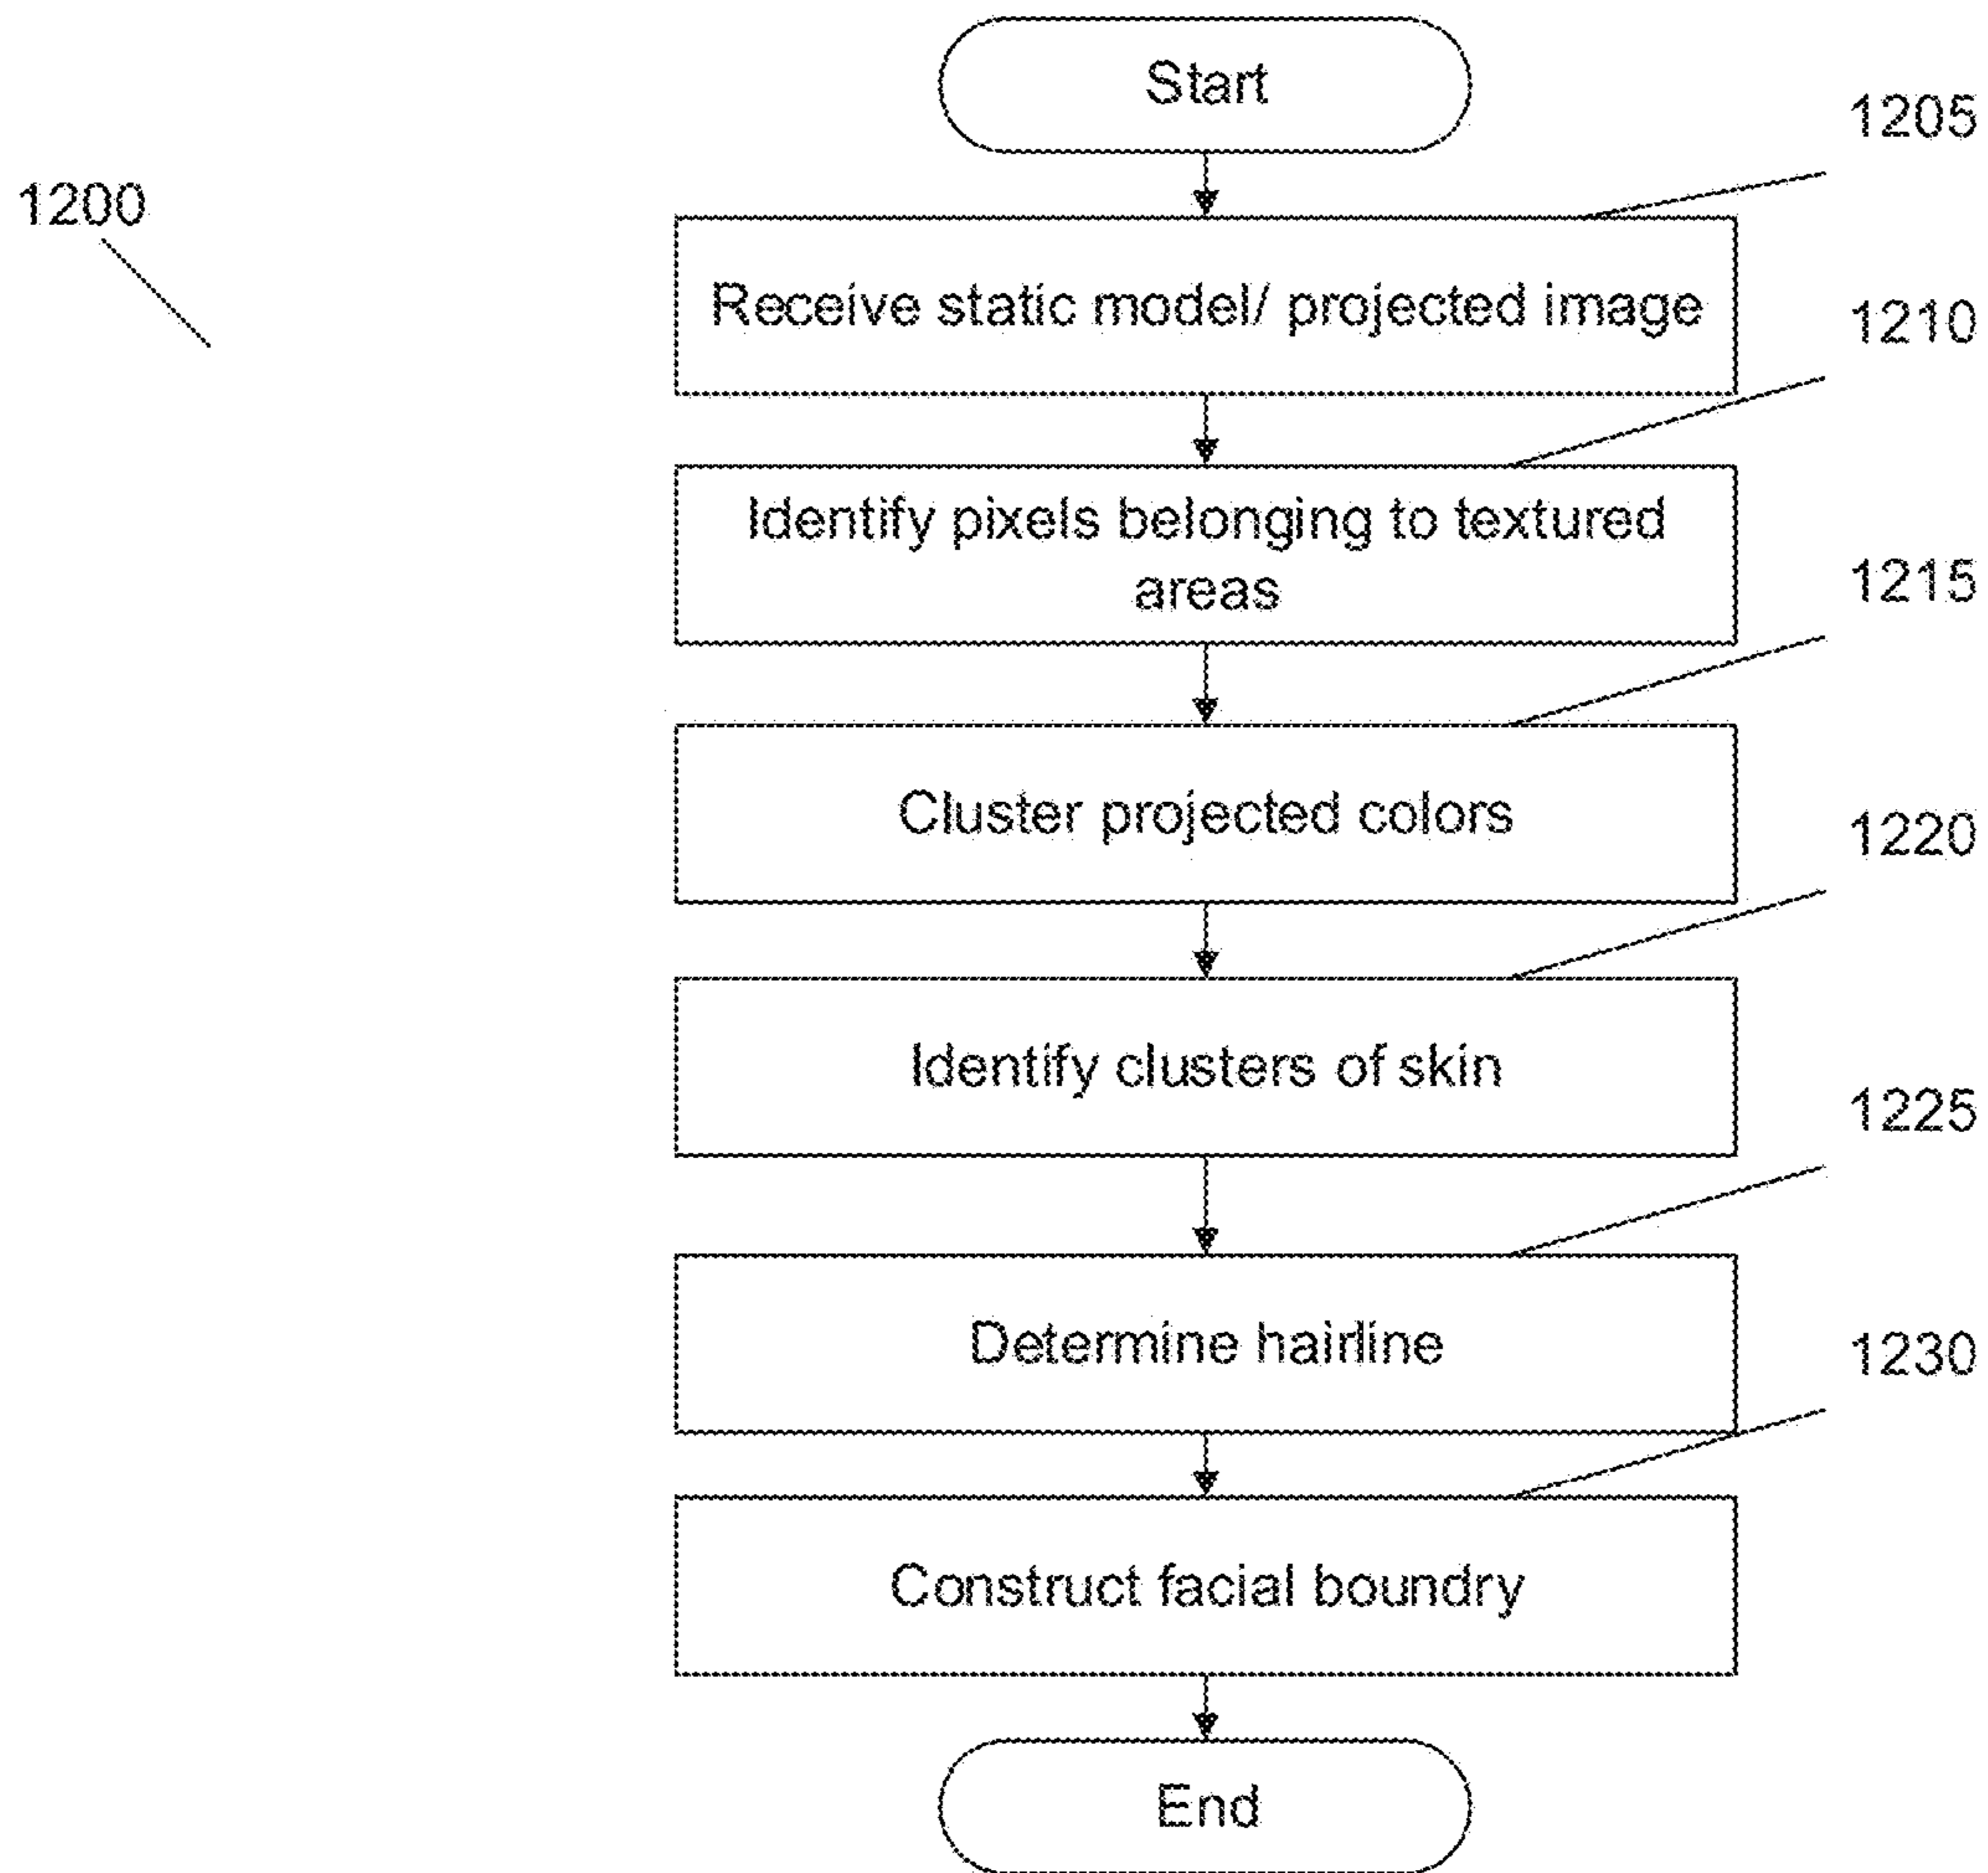 Start
1205
1200
Receive static model/ projected image
1210
Identify pixels belonging to textured
areas
1215
Cluster projected colors
1220
Identify clusters of skin
1225
Determine hairline
1230
Construct facial boundry
End